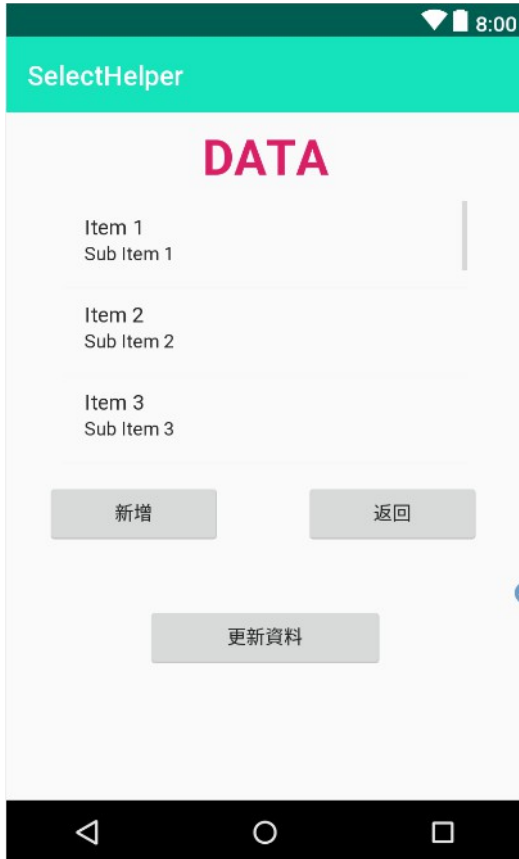 8:00
SelectHelper
DATA
Item 1
Sub Item 1
Item 2
Sub Item 2
Item 3
Sub Item 3
新增
返回
更新資料